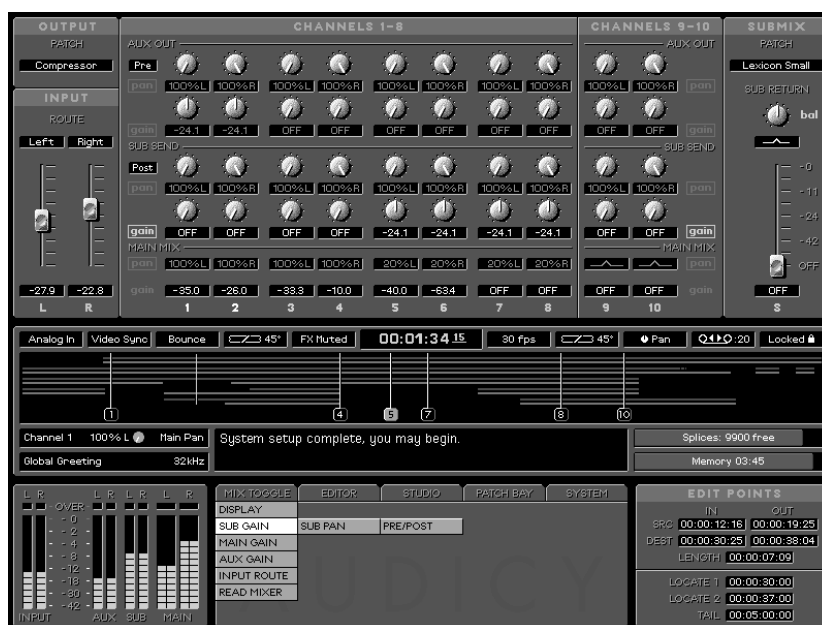 OUTPUT
PATCH
Compressor
INPUT
ROUTE
Left Right
-27.9 -22.8
L R
CHANNELS 1-8
AUX OUT
Pre
pan 100%L 100%R 100%L 100%R 100%L 100%R 100%L 100%R
gain -24.1 -24.1 OFF OFF OFF OFF OFF OFF
SUB SEND
Post
pan 100%L 100%R 100%L 100%R 100%L 100%R 100%L 100%R
gain OFF OFF OFF OFF -24.1 -24.1 -24.1 -24.1
MAIN MIX
pan 100%L 100%R 100%L 100%R 20%L 20%R 20%L 20%R
gain -35.0 -26.0 -33.3 -10.0 -40.0 -63.4 OFF OFF
1 2 3 4 5 6 7 8
CHANNELS 9-10
AUX OUT
100%L 100%R pan
OFF OFF gain
SUB SEND
100%L 100%R pan
OFF OFF gain
MAIN MIX
pan
OFF OFF gain
9 10
SUBMIX
PATCH
Lexicon Small
SUB RETURN
bal
-0
-11
-24
-42
OFF
OFF
S
Analog In Video Sync Bounce 45° FX Muted 00:01:34 15 30 fps 45° Pan :20 Locked
1 4 5 7 8 10
Channel 1 100% L Main Pan
Global Greeting 32kHz
System setup complete, you may begin.
Splices: 9900 free
Memory 03:45
L R L R L R L R
OVER
- 0 -
- 2 -
- 4 -
- 8 -
-12 -
-18 -
-30 -
-42 -
INPUT AUX SUB MAIN
MIX TOGGLE EDITOR STUDIO PATCH BAY SYSTEM
DISPLAY
SUB GAIN SUB PAN PRE/POST
MAIN GAIN
AUX GAIN
INPUT ROUTE
READ MIXER
AUDICY
EDIT POINTS
IN OUT
SRC 00:00:12:16 00:00:19:25
DEST 00:00:30:25 00:00:38:04
LENGTH 00:00:07:09
LOCATE 1 00:00:30:00
LOCATE 2 00:00:37:00
TAIL 00:05:00:00